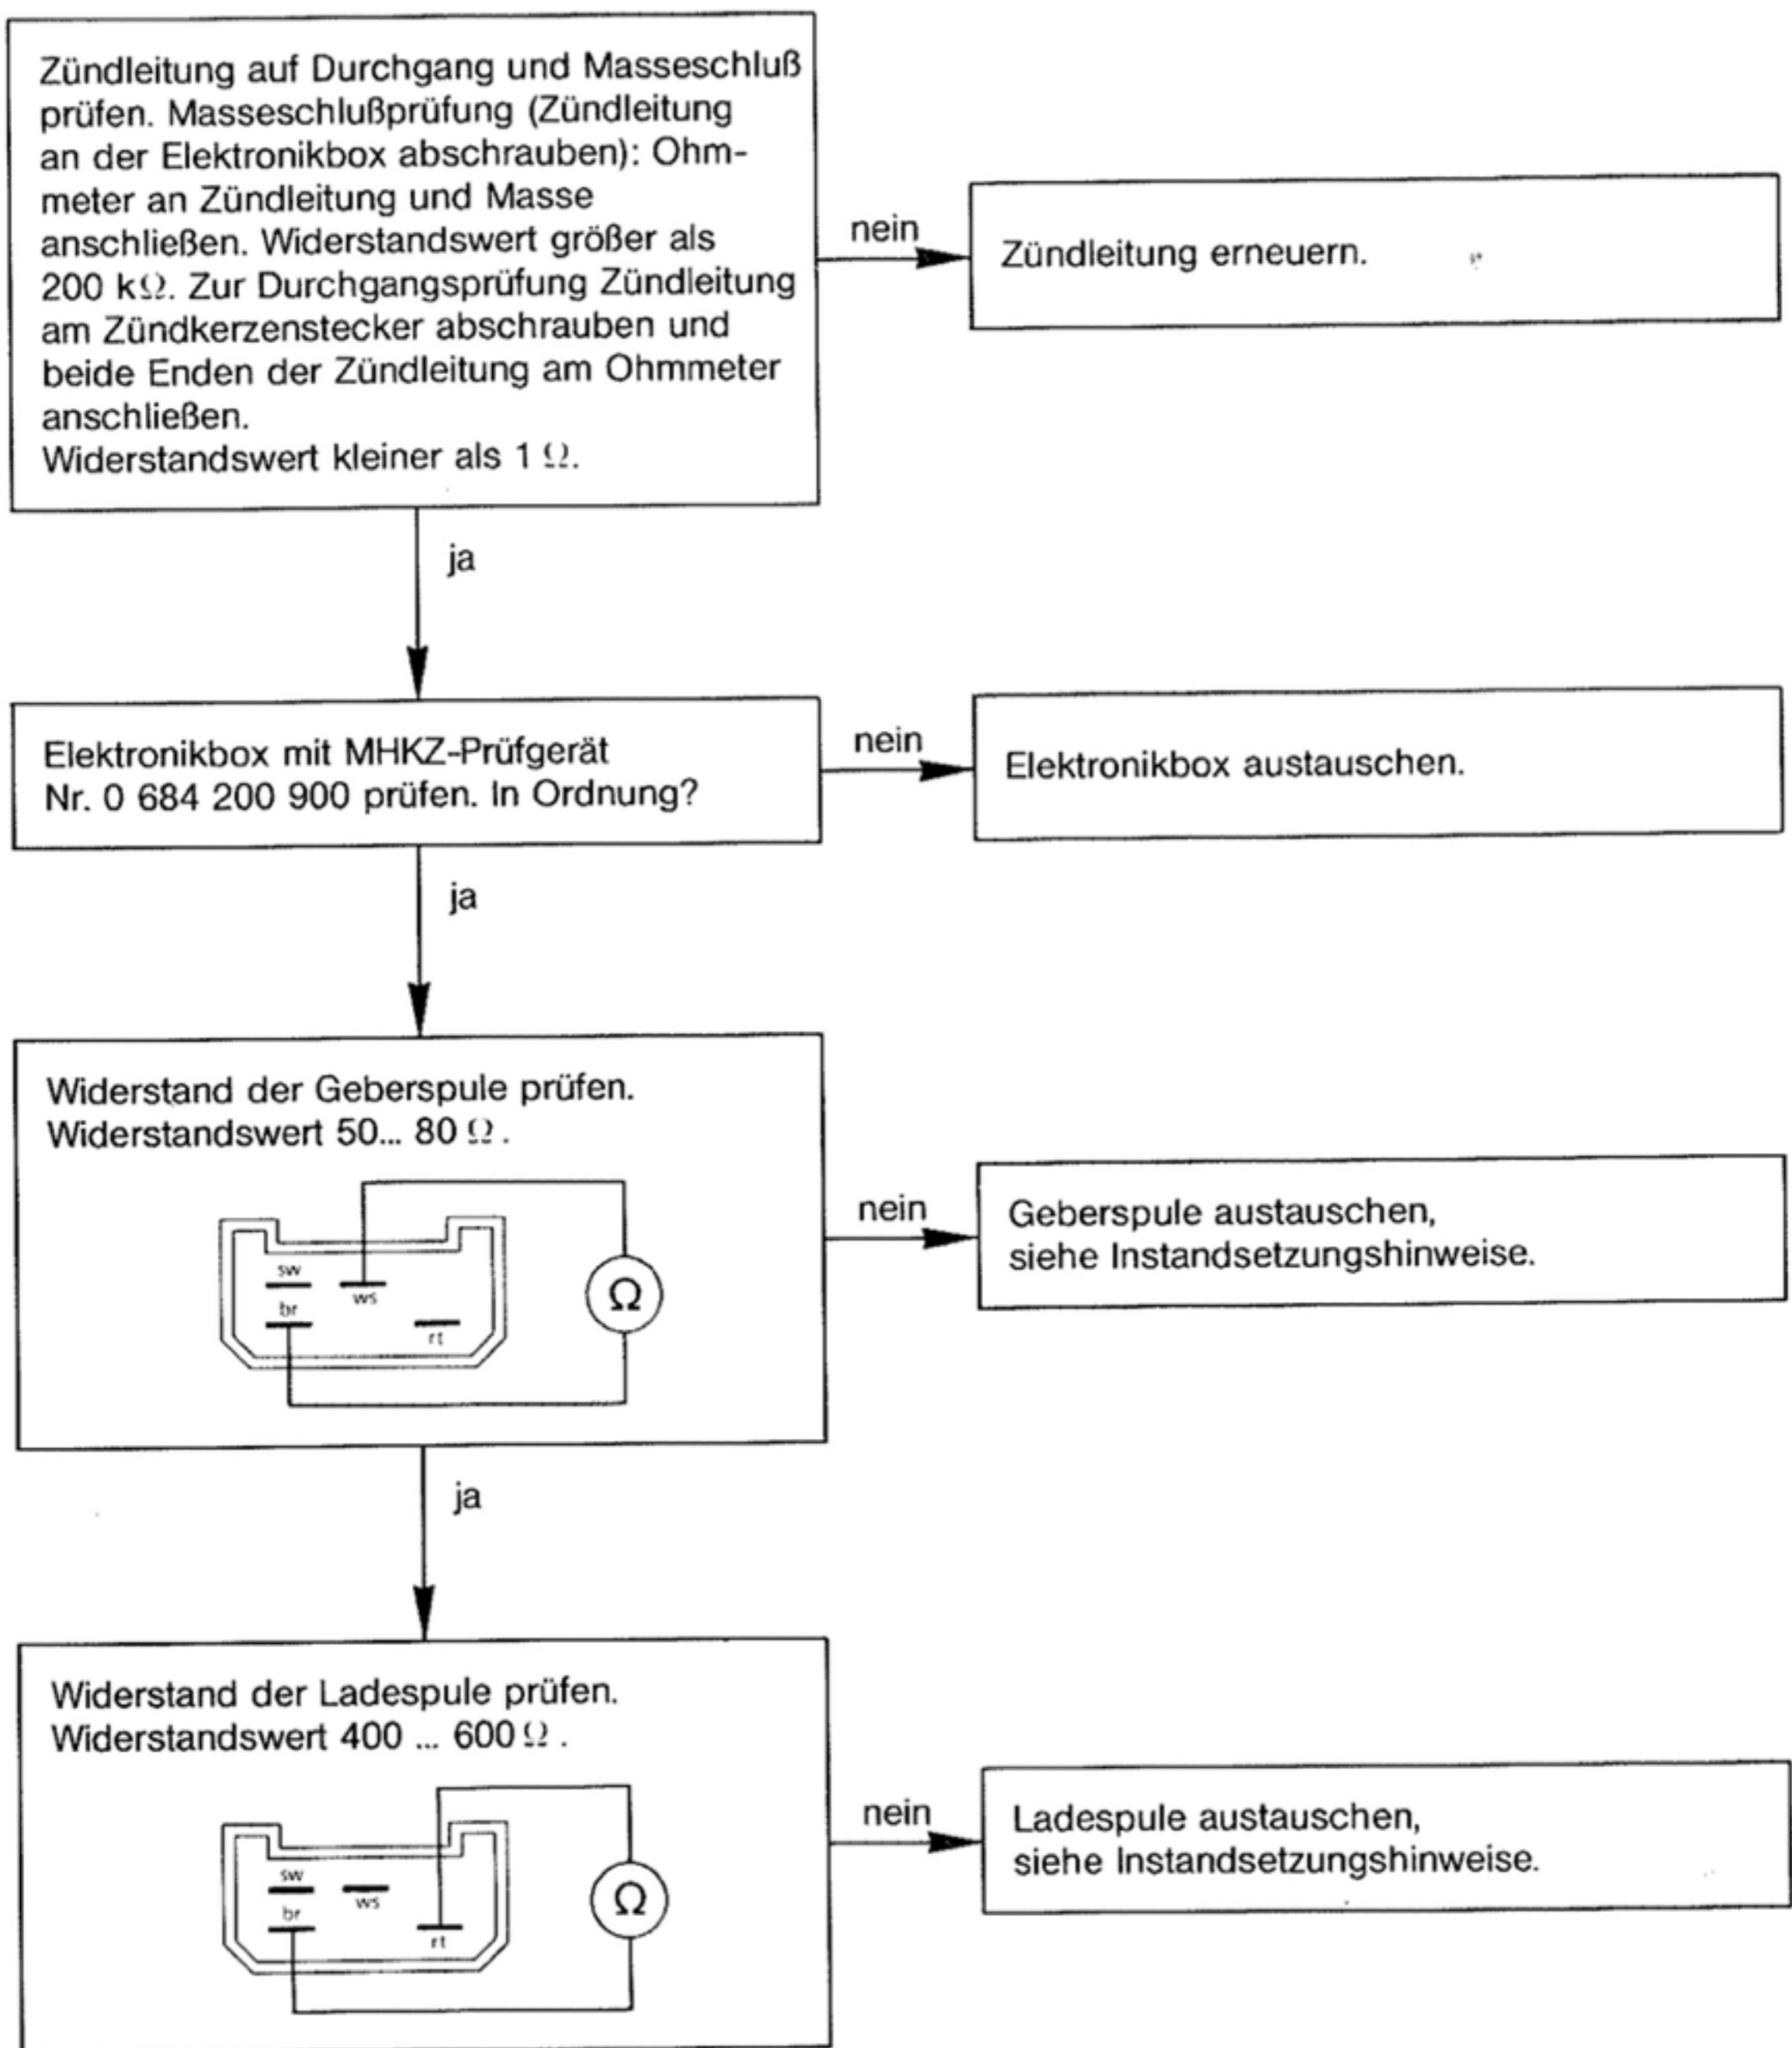 Zündleitung auf Durchgang und Masseschluß
prüfen. Masseschlußprüfung (Zündleitung
an der Elektronikbox abschrauben): Ohm-
meter an Zündleitung und Masse
anschließen. Widerstandswert größer als
200 kΩ. Zur Durchgangsprüfung Zündleitung
am Zündkerzenstecker abschrauben und
beide Enden der Zündleitung am Ohmmeter
anschließen.
Widerstandswert kleiner als 1 Ω.
nein
Zündleitung erneuern.
ja
Elektronikbox mit MHKZ-Prüfgerät
Nr. 0 684 200 900 prüfen. In Ordnung?
nein
Elektronikbox austauschen.
ja
Widerstand der Geberspule prüfen.
Widerstandswert 50... 80 Ω.
sw
ws
br
rt
Ω
nein
Geberspule austauschen,
siehe Instandsetzungshinweise.
ja
Widerstand der Ladespule prüfen.
Widerstandswert 400 ... 600 Ω.
sw
ws
br
rt
Ω
nein
Ladespule austauschen,
siehe Instandsetzungshinweise.